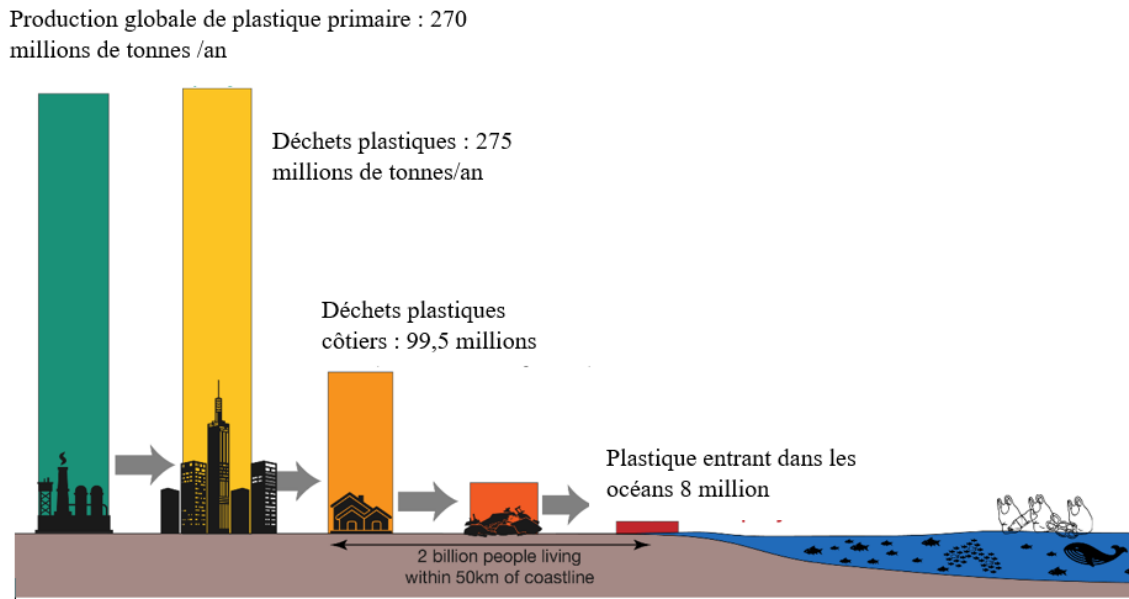 Production globale de plastique primaire : 270
millions de tonnes /an
Déchets plastiques : 275
millions de tonnes/an
Déchets plastiques
côtiers : 99,5 millions
Plastique entrant dans les
océans 8 million
2 billion people living
within 50km of coastline